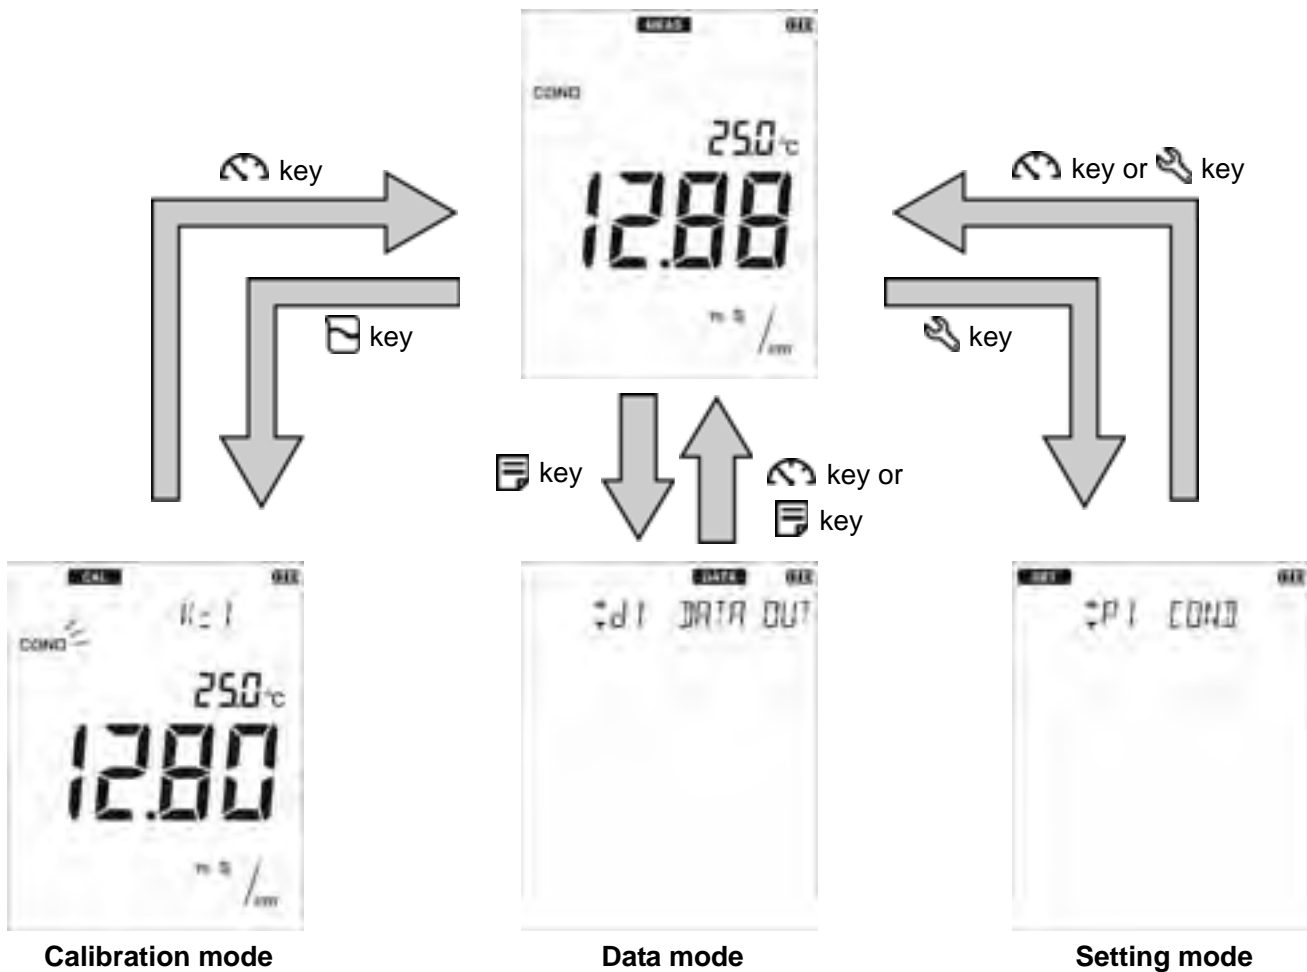 MEAS
COND
25.0 °C
key
key or key
12.88
key
key
m S /cm
key
key or
key
CAL
K=1
COND
25.0 °C
12.80
m S /cm
DATA
d1 DATA OUT
SET
P1 COND
Calibration mode
Data mode
Setting mode